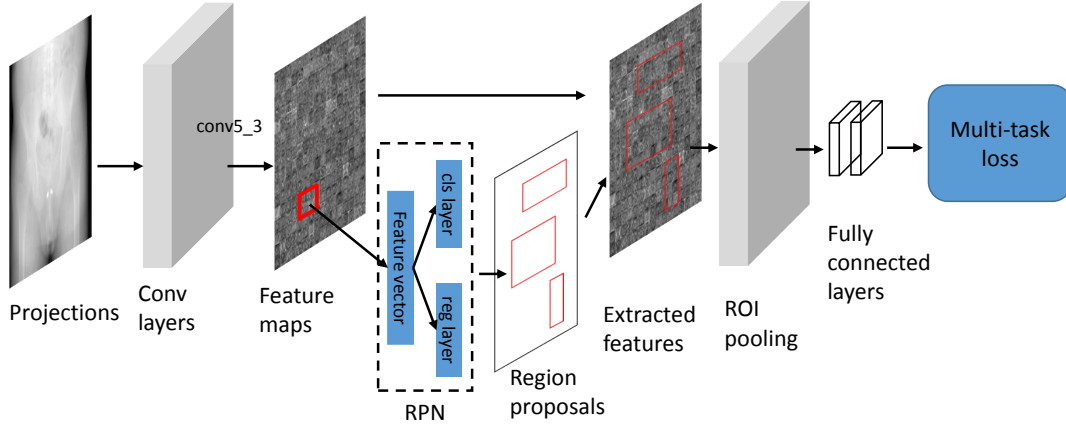 Projections
Conv
layers
conv5_3
Feature
maps
Feature vector
cls layer
reg layer
RPN
Region
proposals
Extracted
features
ROI
pooling
Fully
connected
layers
Multi-task
loss